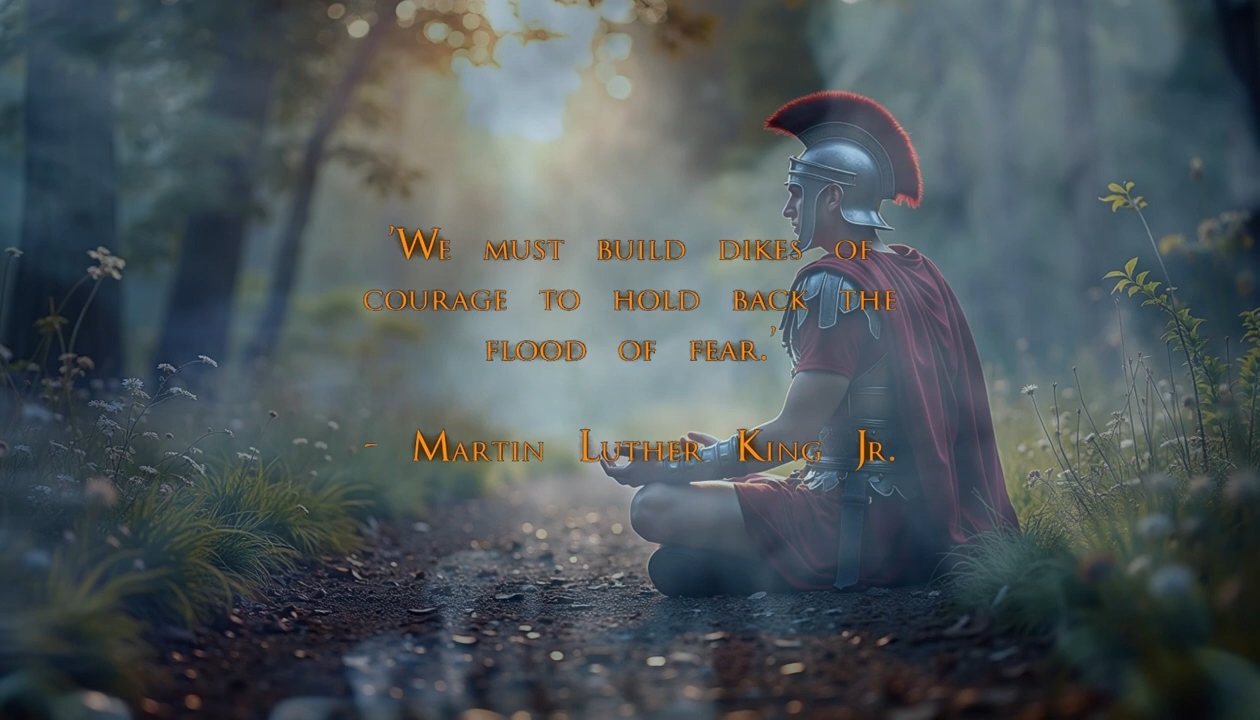 'We must build dikes of
courage to hold back the
flood of fear.'
- Martin Luther King Jr.